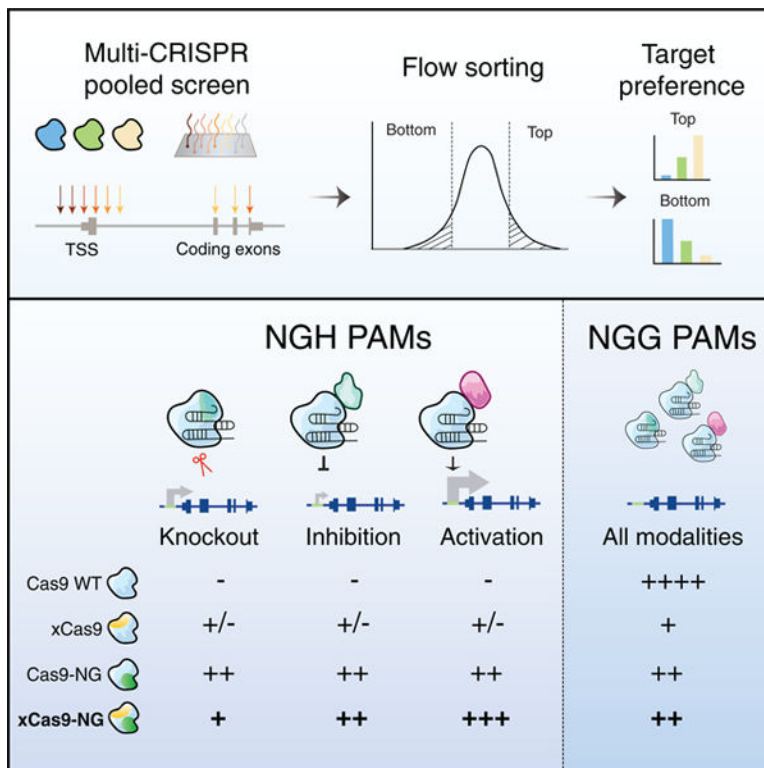 Multi-CRISPR
pooled screen
TSS
Coding exons
Flow sorting
Bottom
Top
Target
preference
Top
Bottom
NGH PAMs
NGG PAMs
Knockout Inhibition Activation All modalities
Cas9 WT - - - ++++
xCas9 +/- +/- +/- +
Cas9-NG ++ ++ ++ ++
xCas9-NG + ++ +++ ++